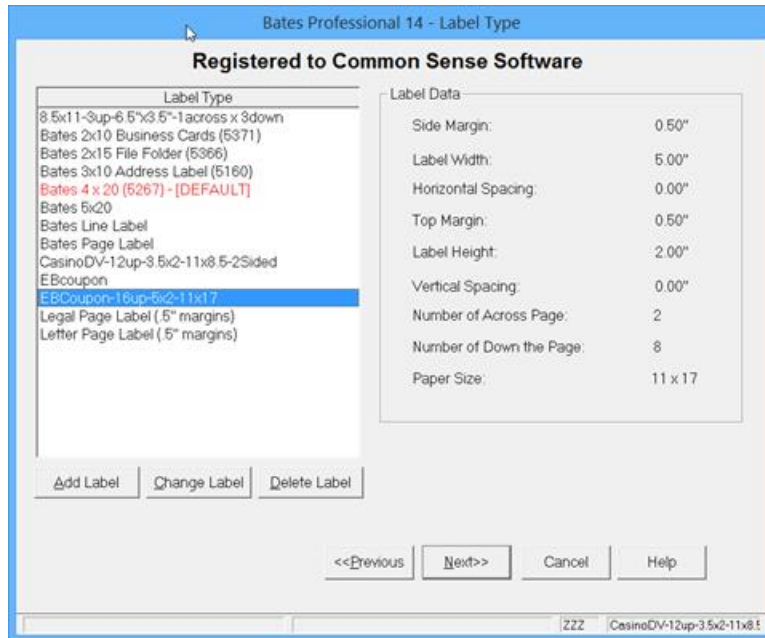 Bates Professional 14 - Label Type
Registered to Common Sense Software
Label Type
8.5x11-3up-6.5"x3.5"-1across x 3down
Bates 2x10 Business Cards (5371)
Bates 2x15 File Folder (5366)
Bates 3x10 Address Label (5160)
Bates 4 x 20 (5267) - [DEFAULT]
Bates 5x20
Bates Line Label
Bates Page Label
CasinoDV-12up-3.5x2-11x8.5-2Sided
EBcoupon
EBCoupon-16up-5x2-11x17
Legal Page Label (.5" margins)
Letter Page Label (.5" margins)
Label Data
Side Margin: 0.50"
Label Width: 5.00"
Horizontal Spacing: 0.00"
Top Margin: 0.50"
Label Height: 2.00"
Vertical Spacing: 0.00"
Number of Across Page: 2
Number of Down the Page: 8
Paper Size: 11 x 17
Add Label Change Label Delete Label
<<Previous Next>> Cancel Help
ZZZ CasinoDV-12up-3.5x2-11x8.5